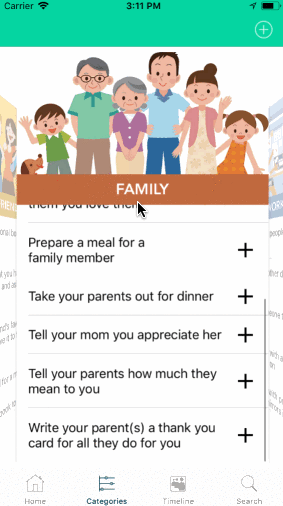 Carrier 3:11 PM
FAMILY
them you love them
Prepare a meal for a
family member
Take your parents out for dinner
Tell your mom you appreciate her
Tell your parents how much they
mean to you
Write your parent(s) a thank you
card for all they do for you
Home Categories Timeline Search